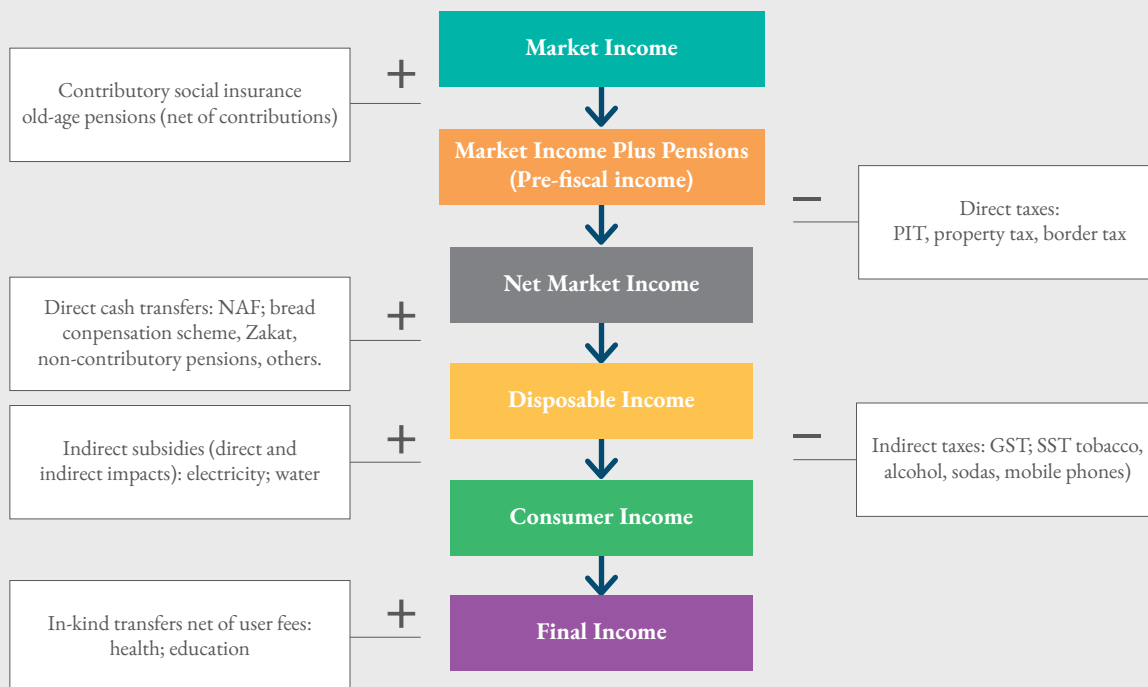 Market Income
+
Contributory social insurance
old-age pensions (net of contributions)
Market Income Plus Pensions
(Pre-fiscal income)
−
Direct taxes:
PIT, property tax, border tax
Net Market Income
+
Direct cash transfers: NAF; bread
conpensation scheme, Zakat,
non-contributory pensions, others.
Disposable Income
+
Indirect subsidies (direct and
indirect impacts): electricity; water
−
Indirect taxes: GST; SST tobacco,
alcohol, sodas, mobile phones)
Consumer Income
+
In-kind transfers net of user fees:
health; education
Final Income